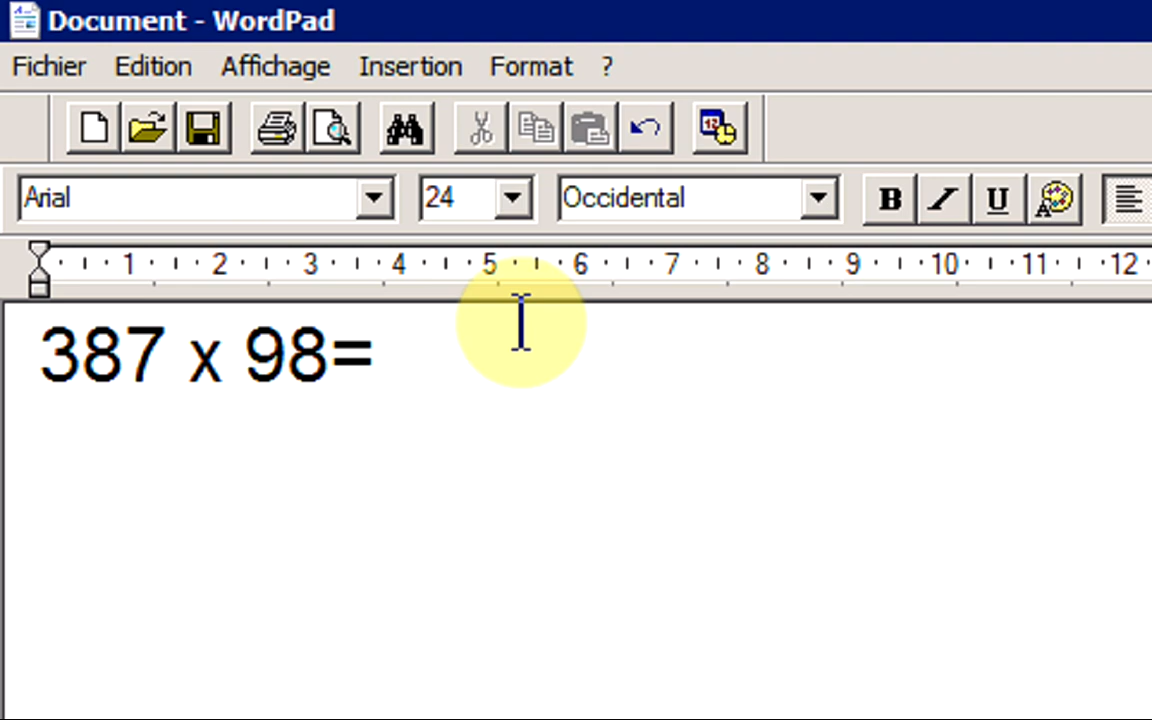 Document - WordPad
Fichier Edition Affichage Insertion Format ?
Arial 24 Occidental B I U
1 2 3 4 5 6 7 8 9 10 11 12
387 x 98=